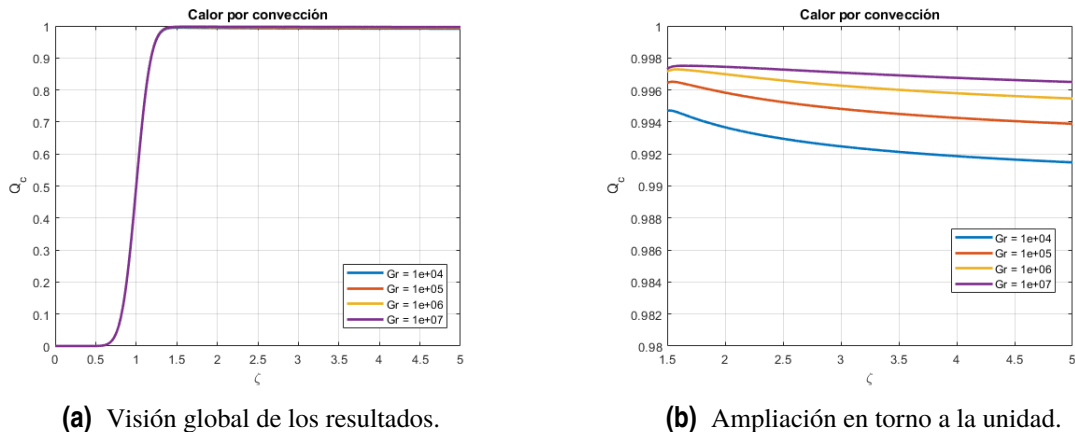 Calor por convección
1
0.9
0.8
0.7
0.6
0.5
0.4
0.3
0.2
0.1
0
Q_c
0 0.5 1 1.5 2 2.5 3 3.5 4 4.5 5
ζ
Gr = 1e+04
Gr = 1e+05
Gr = 1e+06
Gr = 1e+07
(a) Visión global de los resultados.
Calor por convección
1
0.998
0.996
0.994
0.992
0.99
0.988
0.986
0.984
0.982
0.98
Q_c
1.5 2 2.5 3 3.5 4 4.5 5
ζ
Gr = 1e+04
Gr = 1e+05
Gr = 1e+06
Gr = 1e+07
(b) Ampliación en torno a la unidad.